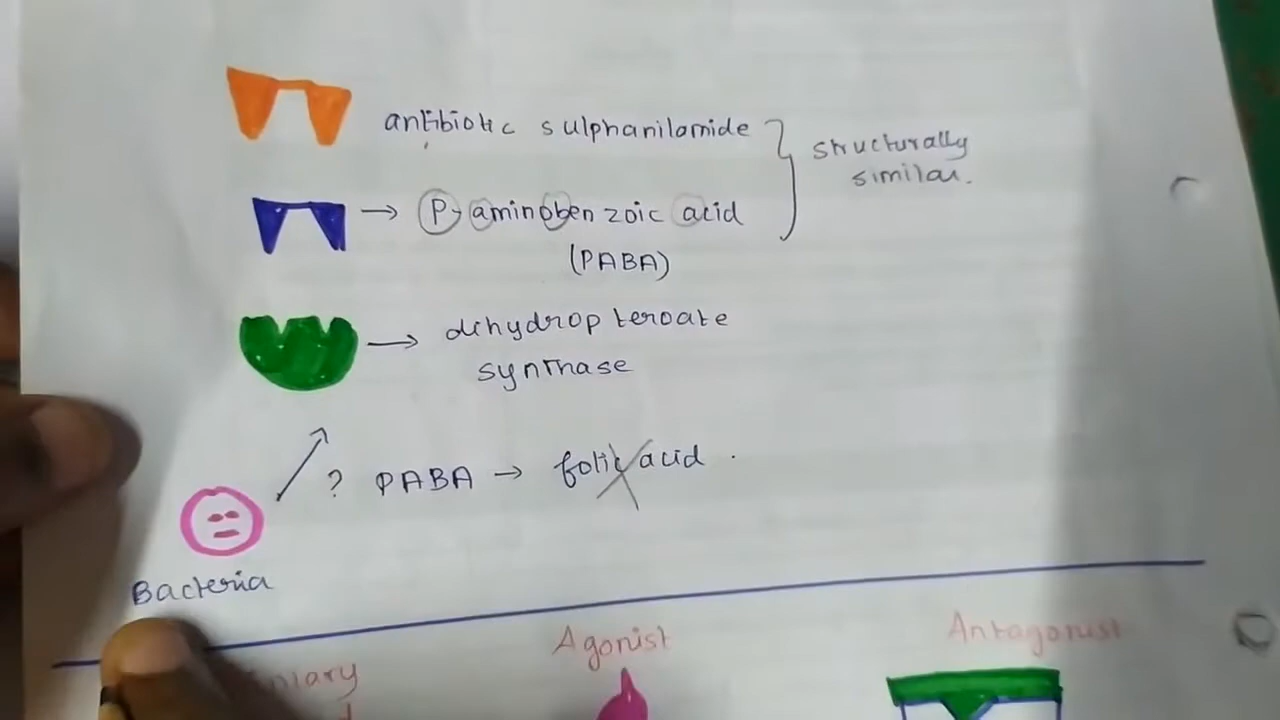 antibiotic sulphanilamide
structurally
similar.
P-aminobenzoic acid
(PABA)
dihydropteroate
synthase
? PABA → folic acid.
Bacteria
Agonist
Antagonist